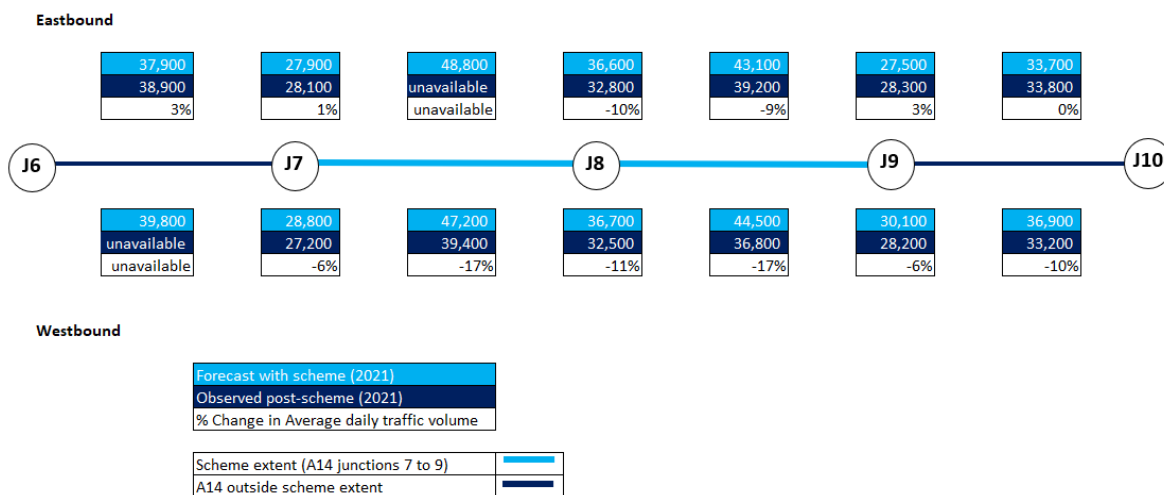 Eastbound
37,900 27,900 48,800 36,600 43,100 27,500 33,700
38,900 28,100 unavailable 32,800 39,200 28,300 33,800
3% 1% unavailable -10% -9% 3% 0%
J6 J7 J8 J9 J10
39,800 28,800 47,200 36,700 44,500 30,100 36,900
unavailable 27,200 39,400 32,500 36,800 28,200 33,200
unavailable -6% -17% -11% -17% -6% -10%
Westbound
Forecast with scheme (2021)
Observed post-scheme (2021)
% Change in Average daily traffic volume
Scheme extent (A14 junctions 7 to 9)
A14 outside scheme extent